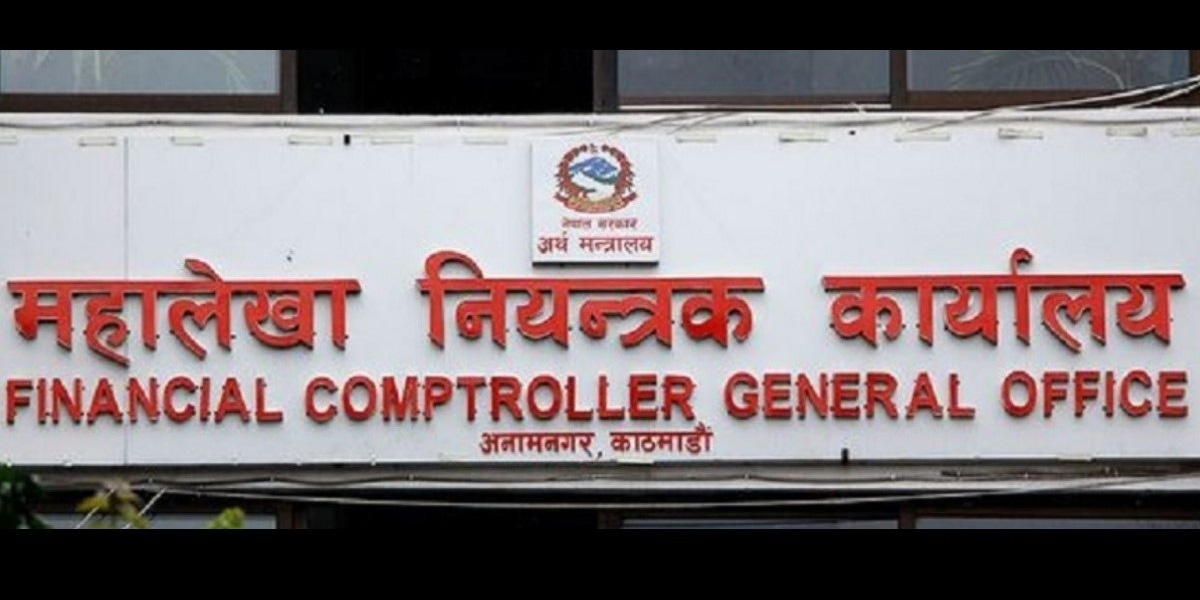 नेपाल सरकार
अर्थ मन्त्रालय
महालेखा नियन्त्रक कार्यालय
FINANCIAL COMPTROLLER GENERAL OFFICE
अनामनगर, काठमाडौं